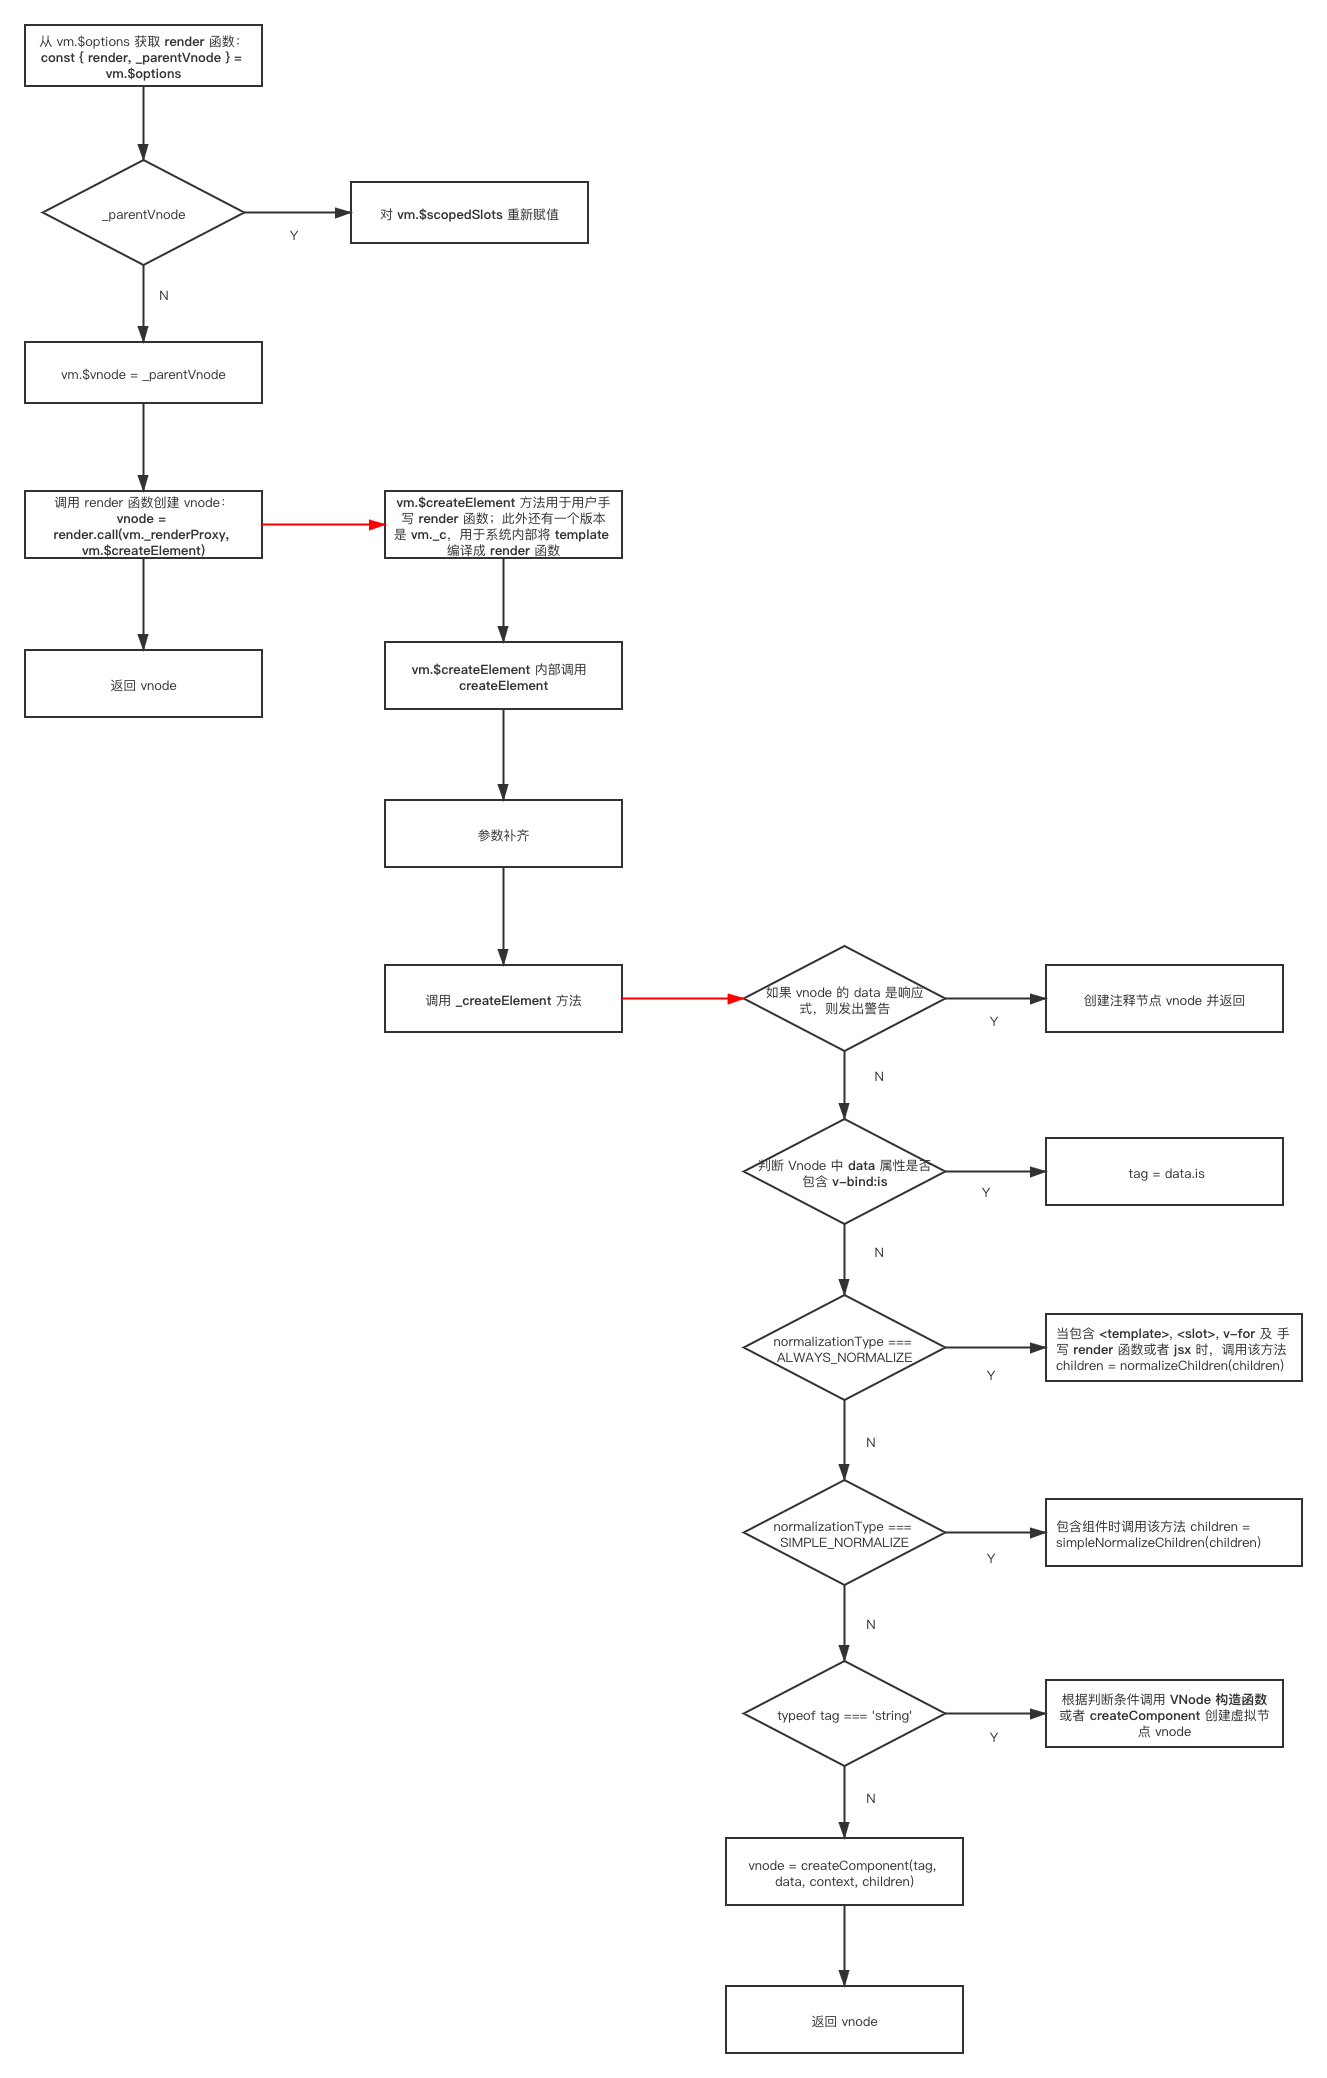 从 vm.$options 获取 render 函数：
const { render, _parentVnode } =
vm.$options
_parentVnode
对 vm.$scopedSlots 重新赋值
Y
N
vm.$vnode = _parentVnode
调用 render 函数创建 vnode：
vnode =
render.call(vm._renderProxy,
vm.$createElement)
vm.$createElement 方法用于用户手
写 render 函数；此外还有一个版本
是 vm._c，用于系统内部将 template
编译成 render 函数
返回 vnode
vm.$createElement 内部调用
createElement
参数补齐
调用 _createElement 方法
如果 vnode 的 data 是响应
式，则发出警告
Y
创建注释节点 vnode 并返回
N
判断 Vnode 中 data 属性是否
包含 v-bind:is
Y
tag = data.is
N
normalizationType ===
ALWAYS_NORMALIZE
Y
当包含 <template>, <slot>, v-for 及 手
写 render 函数或者 jsx 时，调用该方法
children = normalizeChildren(children)
N
normalizationType ===
SIMPLE_NORMALIZE
Y
包含组件时调用该方法 children =
simpleNormalizeChildren(children)
N
typeof tag === 'string'
Y
根据判断条件调用 VNode 构造函数
或者 createComponent 创建虚拟节
点 vnode
N
vnode = createComponent(tag,
data, context, children)
返回 vnode